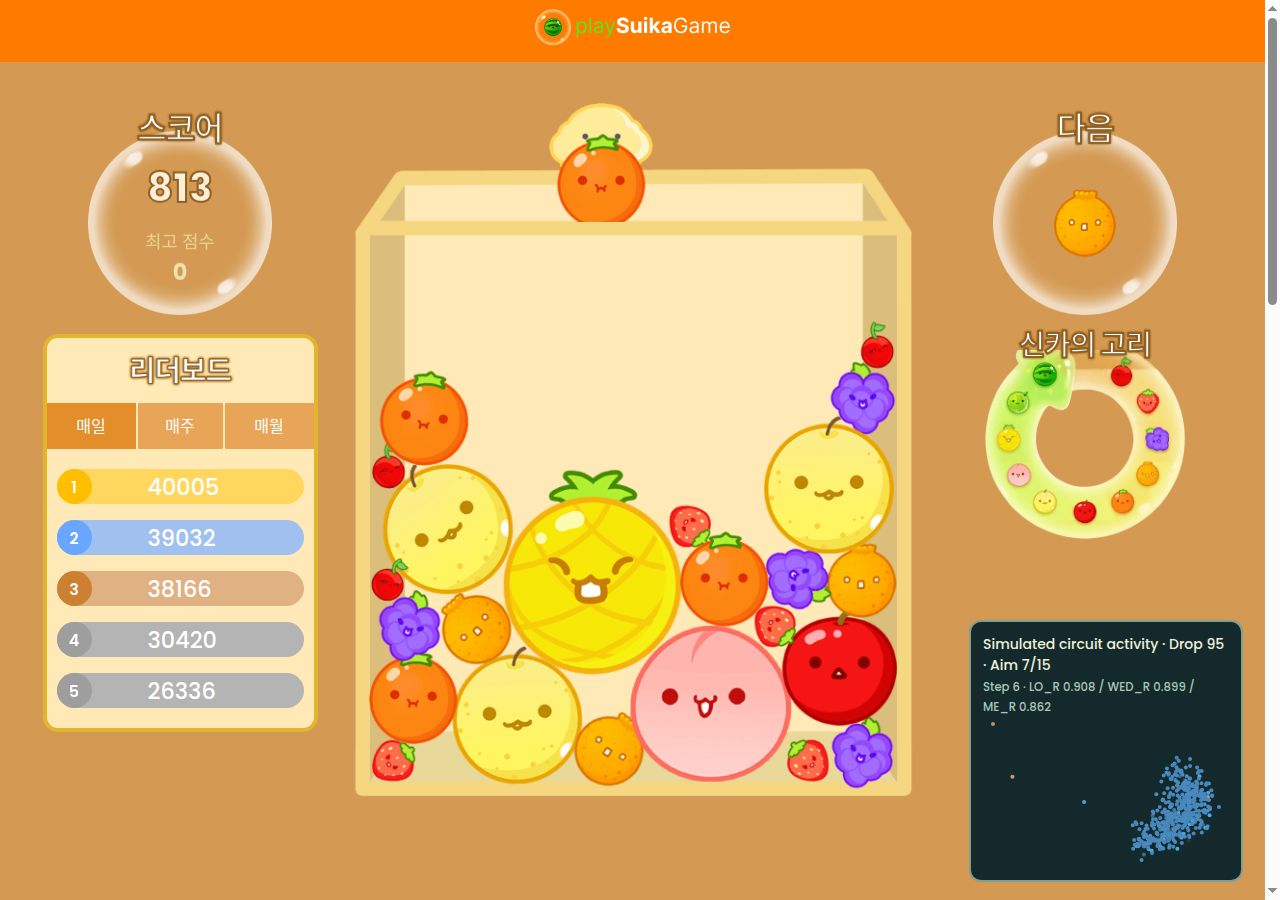 playSuikaGame
스코어
813
최고 점수
0
다음
신카의 고리
리더보드
매일
매주
매월
1 40005
2 39032
3 38166
4 30420
5 26336
Simulated circuit activity · Drop 95
· Aim 7/15
Step 6 · LO_R 0.908 / WED_R 0.899 /
ME_R 0.862